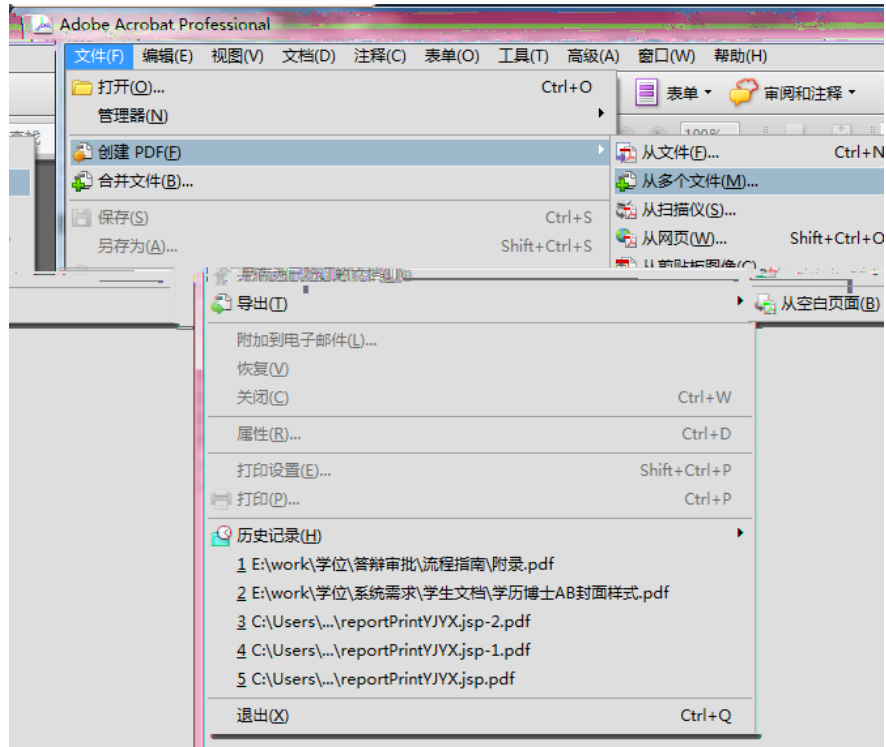 Adobe Acrobat Professional
文件(F) 编辑(E) 视图(V) 文档(D) 注释(C) 表单(O) 工具(T) 高级(A) 窗口(W) 帮助(H)
打开(O)... Ctrl+O
表单 审阅和注释
管理器(N)
100%
创建 PDF(F)
从文件(F)... Ctrl+N
合并文件(B)...
从多个文件(M)...
保存(S) Ctrl+S
从扫描仪(S)...
另存为(A)... Shift+Ctrl+S
从网页(W)... Shift+Ctrl+O
从剪贴板图像(C)
导出(T)
从空白页面(B)
附加到电子邮件(L)...
恢复(V)
关闭(C) Ctrl+W
属性(R)... Ctrl+D
打印设置(E)... Shift+Ctrl+P
打印(P)... Ctrl+P
历史记录(H)
1 E:\work\学位\答辩审批\流程指南\附录.pdf
2 E:\work\学位\系统需求\学生文档\学历博士AB封面样式.pdf
3 C:\Users\...\reportPrintYJYX.jsp-2.pdf
4 C:\Users\...\reportPrintYJYX.jsp-1.pdf
5 C:\Users\...\reportPrintYJYX.jsp.pdf
退出(X) Ctrl+Q